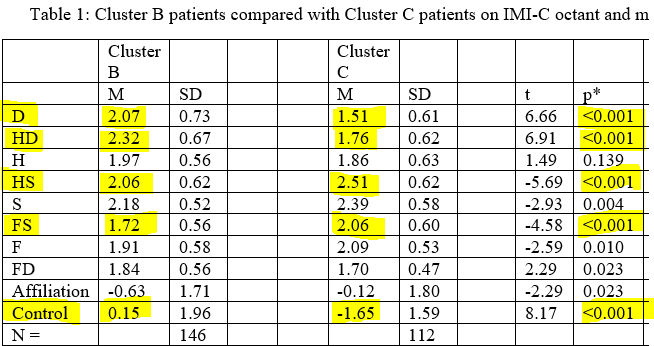 Table 1: Cluster B patients compared with Cluster C patients on IMI-C octant and m
Cluster B Cluster C
M SD M SD t p*
D 2.07 0.73 1.51 0.61 6.66 <0.001
HD 2.32 0.67 1.76 0.62 6.91 <0.001
H 1.97 0.56 1.86 0.63 1.49 0.139
HS 2.06 0.62 2.51 0.62 -5.69 <0.001
S 2.18 0.52 2.39 0.58 -2.93 0.004
FS 1.72 0.56 2.06 0.60 -4.58 <0.001
F 1.91 0.58 2.09 0.53 -2.59 0.010
FD 1.84 0.56 1.70 0.47 2.29 0.023
Affiliation -0.63 1.71 -0.12 1.80 -2.29 0.023
Control 0.15 1.96 -1.65 1.59 8.17 <0.001
N = 146 112